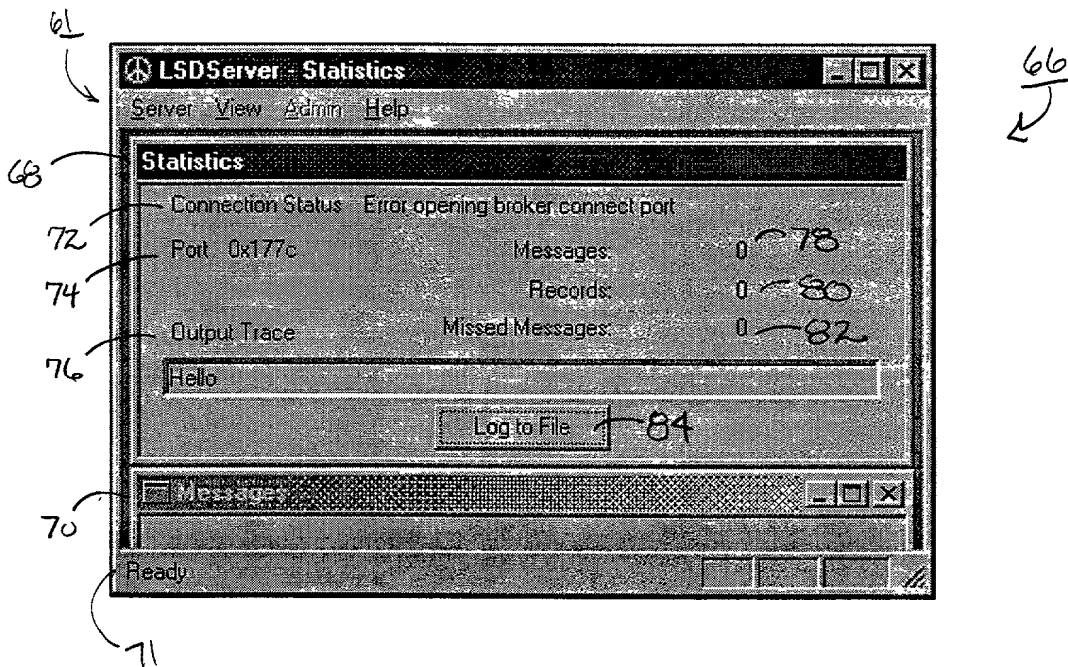 61
LSDServer - Statistics
66
Server View Admin Help
68
Statistics
Connection Status Error opening broker connect port
72
Port 0x177c Messages: 0 78
74
Records: 0 80
Output Trace Missed Messages: 0 82
76
Hello
Log to File 84
Messages
70
Ready
71